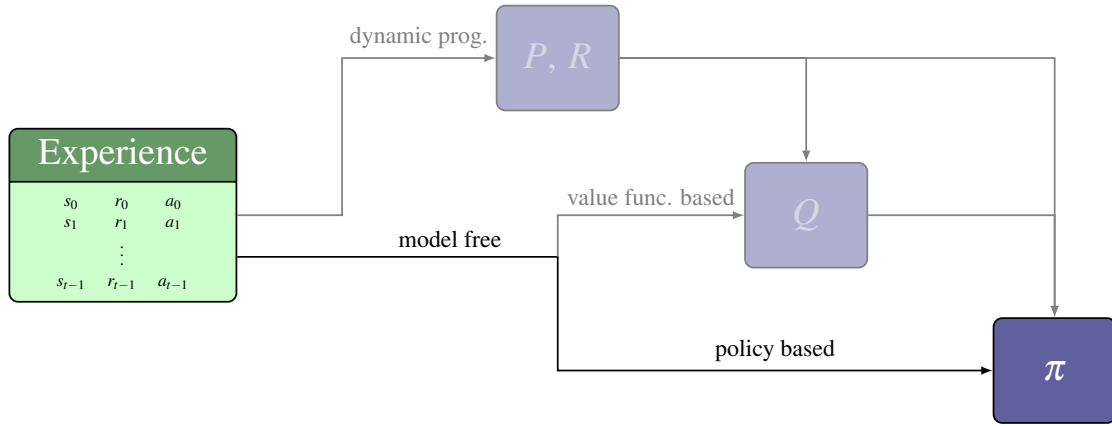 dynamic prog.
P, R
Experience
s₀ r₀ a₀
s₁ r₁ a₁
⋮
sₜ₋₁ rₜ₋₁ aₜ₋₁
value func. based
Q
model free
policy based
π